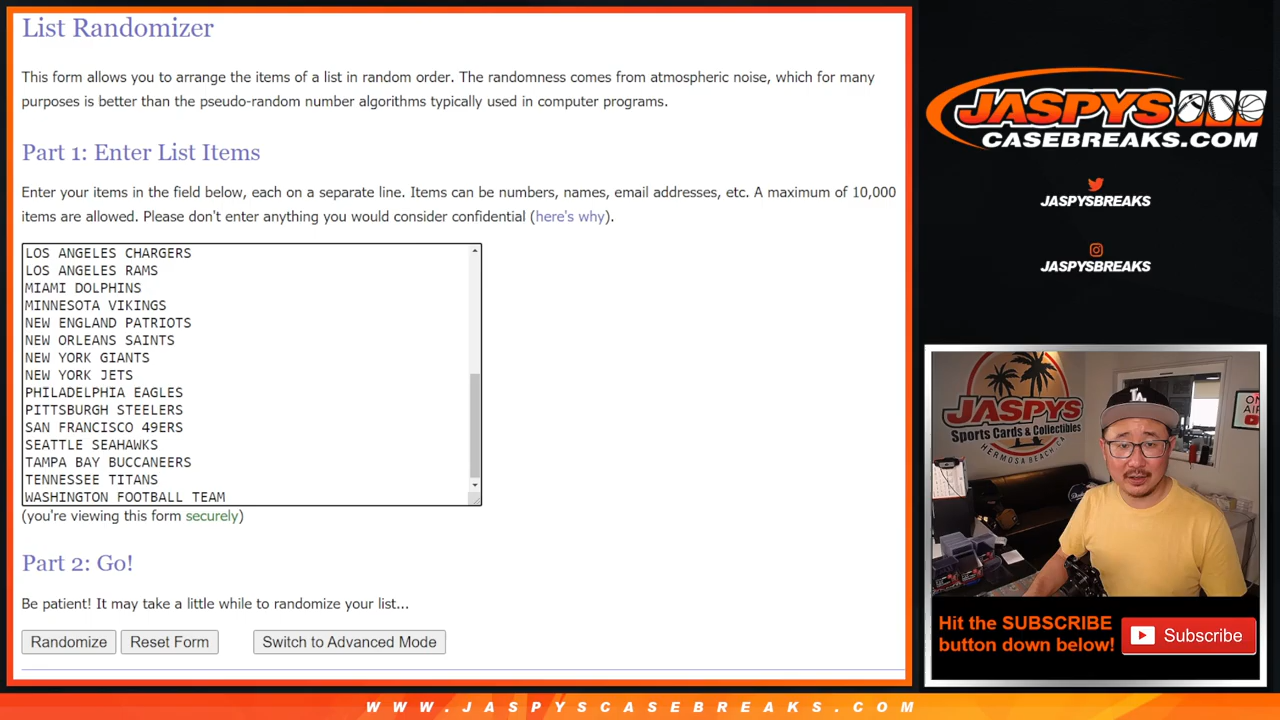 List Randomizer
This form allows you to arrange the items of a list in random order. The randomness comes from atmospheric noise, which for many
purposes is better than the pseudo-random number algorithms typically used in computer programs.
Part 1: Enter List Items
Enter your items in the field below, each on a separate line. Items can be numbers, names, email addresses, etc. A maximum of 10,000
items are allowed. Please don't enter anything you would consider confidential (here's why).
LOS ANGELES CHARGERS
LOS ANGELES RAMS
MIAMI DOLPHINS
MINNESOTA VIKINGS
NEW ENGLAND PATRIOTS
NEW ORLEANS SAINTS
NEW YORK GIANTS
NEW YORK JETS
PHILADELPHIA EAGLES
PITTSBURGH STEELERS
SAN FRANCISCO 49ERS
SEATTLE SEAHAWKS
TAMPA BAY BUCCANEERS
TENNESSEE TITANS
WASHINGTON FOOTBALL TEAM
(you're viewing this form securely)
Part 2: Go!
Be patient! It may take a little while to randomize your list...
Randomize
Reset Form
Switch to Advanced Mode
JASPYS
CASEBREAKS.COM
JASPYSBREAKS
JASPYSBREAKS
JASPYS
Sports Cards & Collectibles
HERMOSA BEACH, CA
LA
ON
AIR
Hit the SUBSCRIBE
button down below!
Subscribe
WWW.JASPYSCASEBREAKS.COM